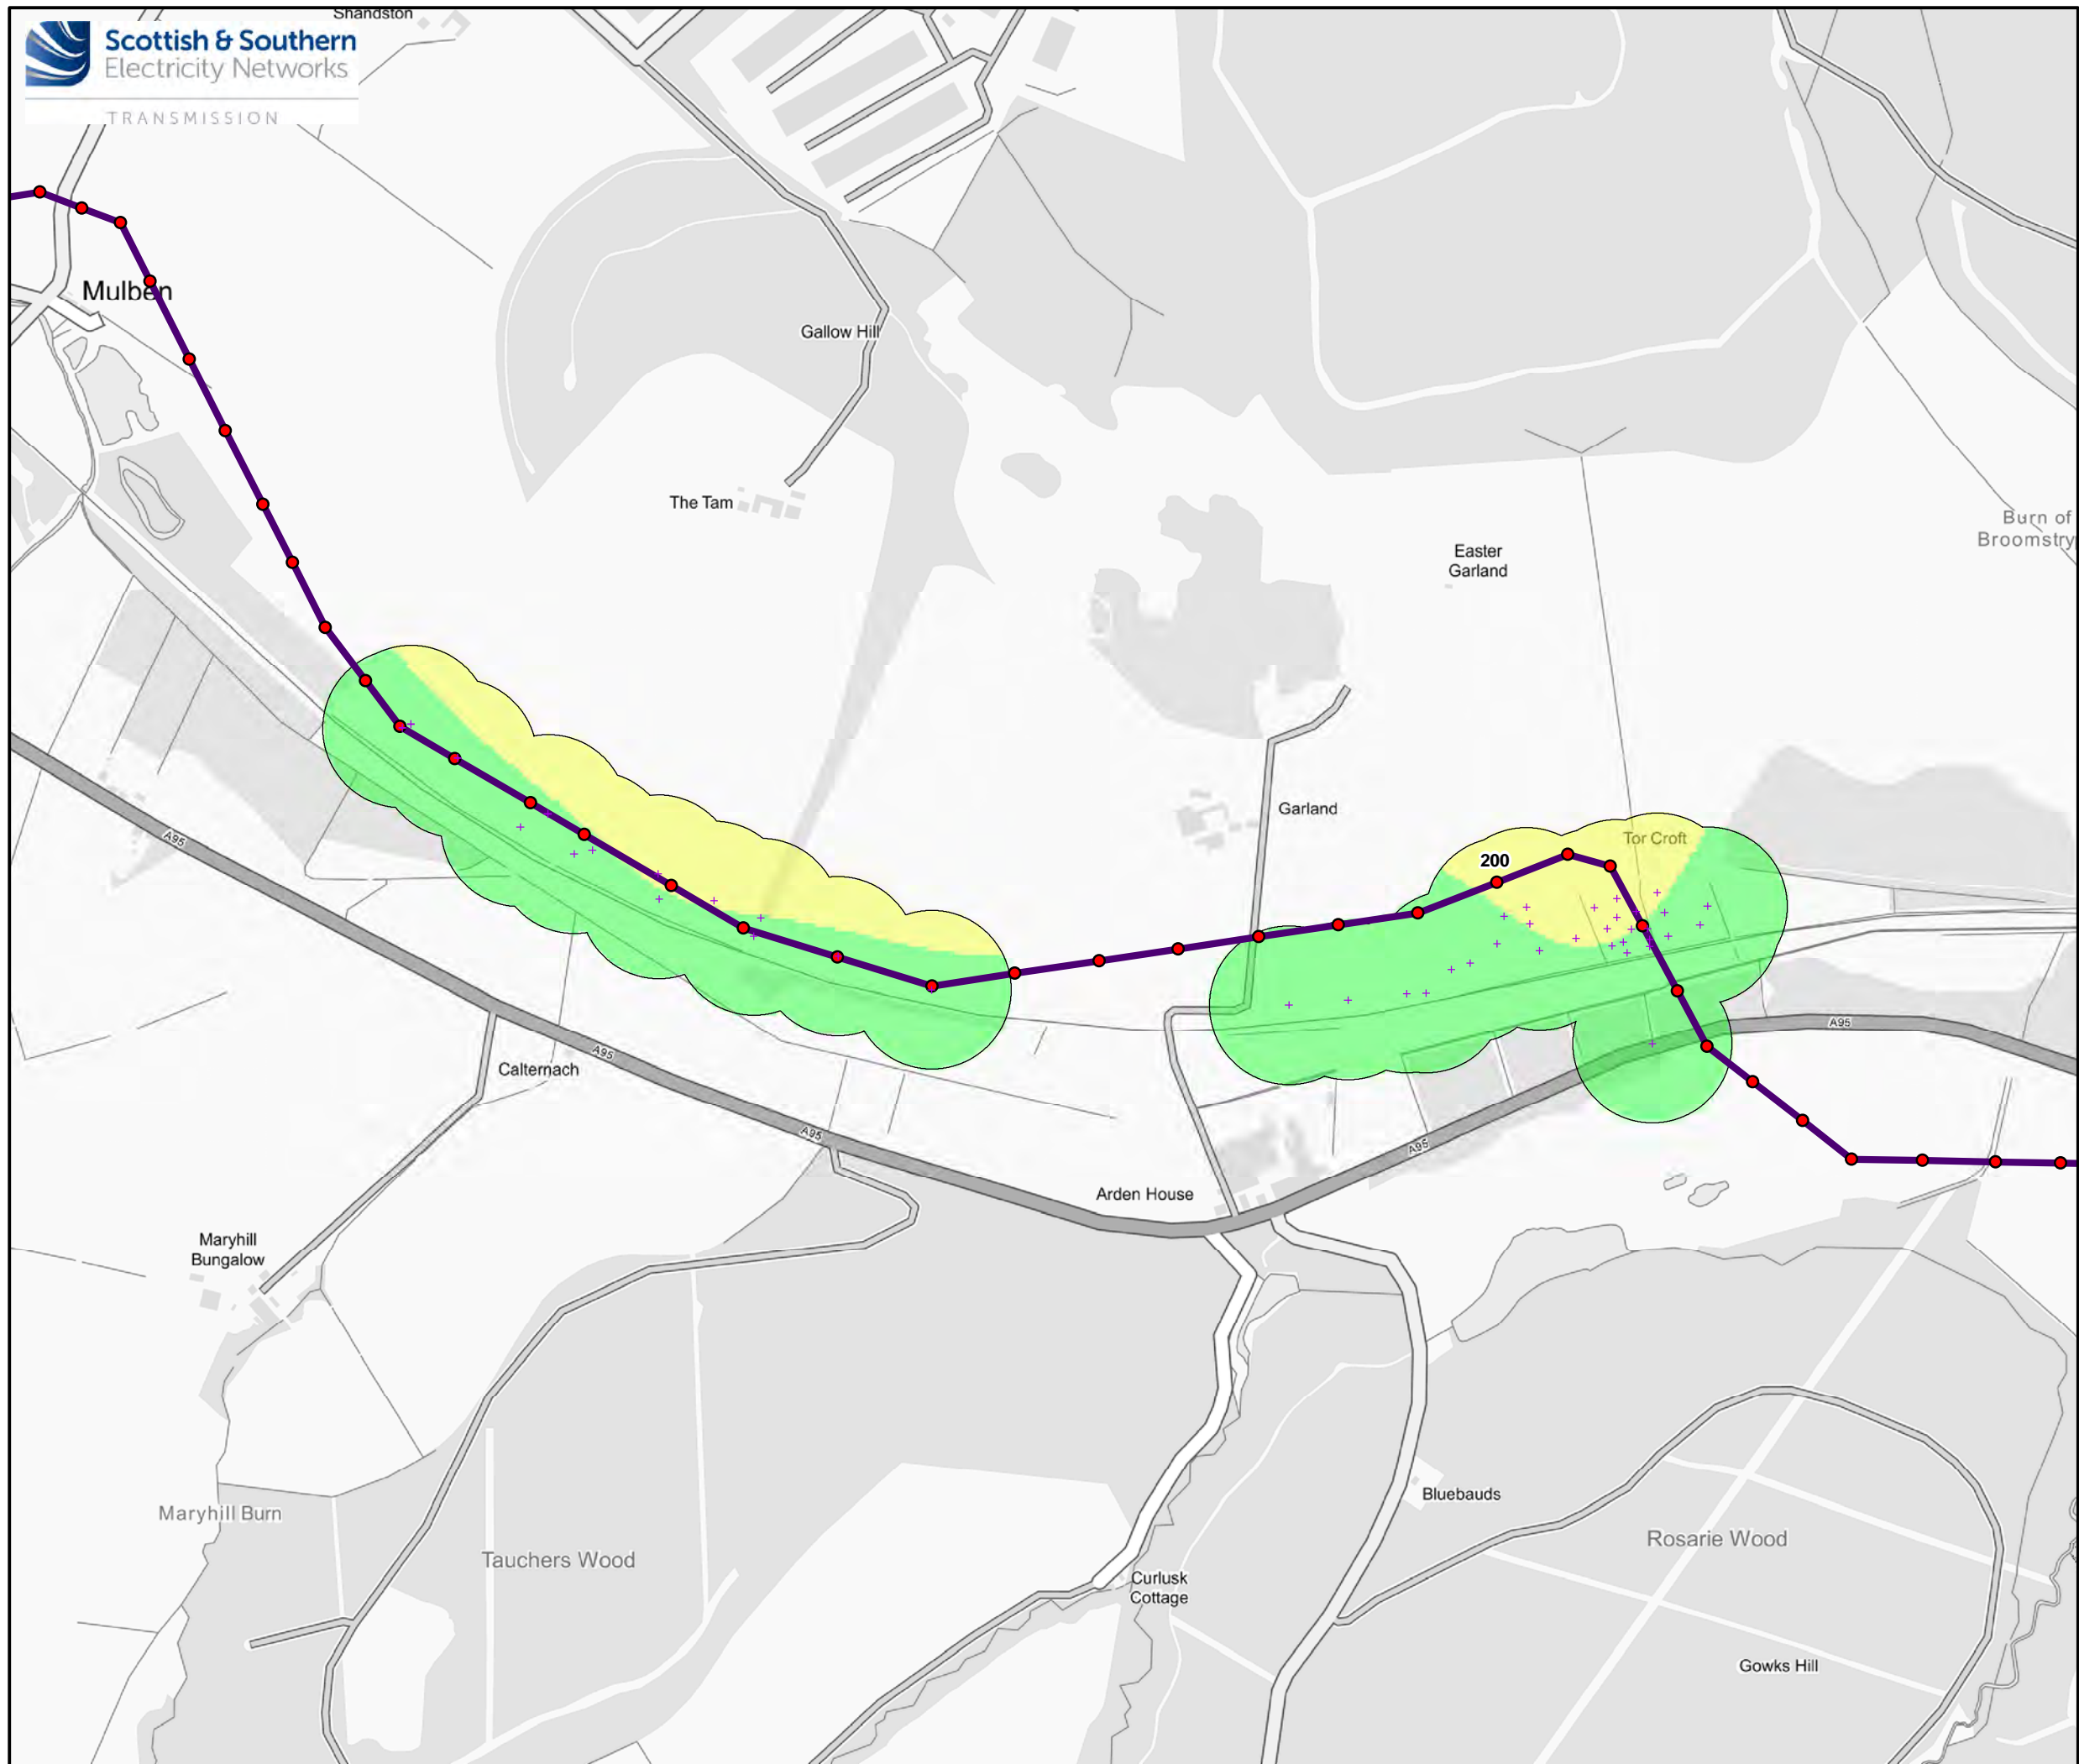 Shandston
Scottish & Southern
Electricity Networks
TRANSMISSION
Mulben
Gallow Hill
The Tam
Burn of
Broomstry
Easter
Garland
Garland
A95
Tor Croft
200
A95
A95
Calternach
A95
A95
Arden House
Maryhill
Bungalow
Bluebauds
Maryhill Burn
Rosarie Wood
Tauchers Wood
Curlusk
Cottage
Gowks Hill